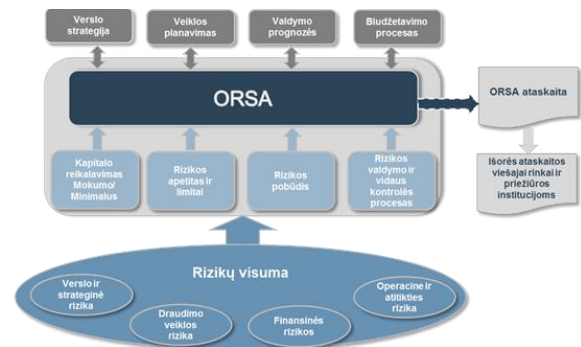 Verslo
strategija
Veiklos
planavimas
Valdymo
prognozės
Biudžetavimo
procesas
ORSA
ORSA ataskaita
Kapitalo
reikalavimas
Mokumo/
Minimalus
Rizikos
apetitas ir
limitai
Rizikos
pobūdis
Rizikos
valdymo ir
vidaus
kontrolės
procesas
Išorės ataskaitos
viešajai rinkai ir
priežiūros
institucijoms
Rizikų visuma
Verslo ir
strateginė
rizika
Draudimo
veiklos
rizika
Finansinės
rizikos
Operacinė ir
atitikties
rizika